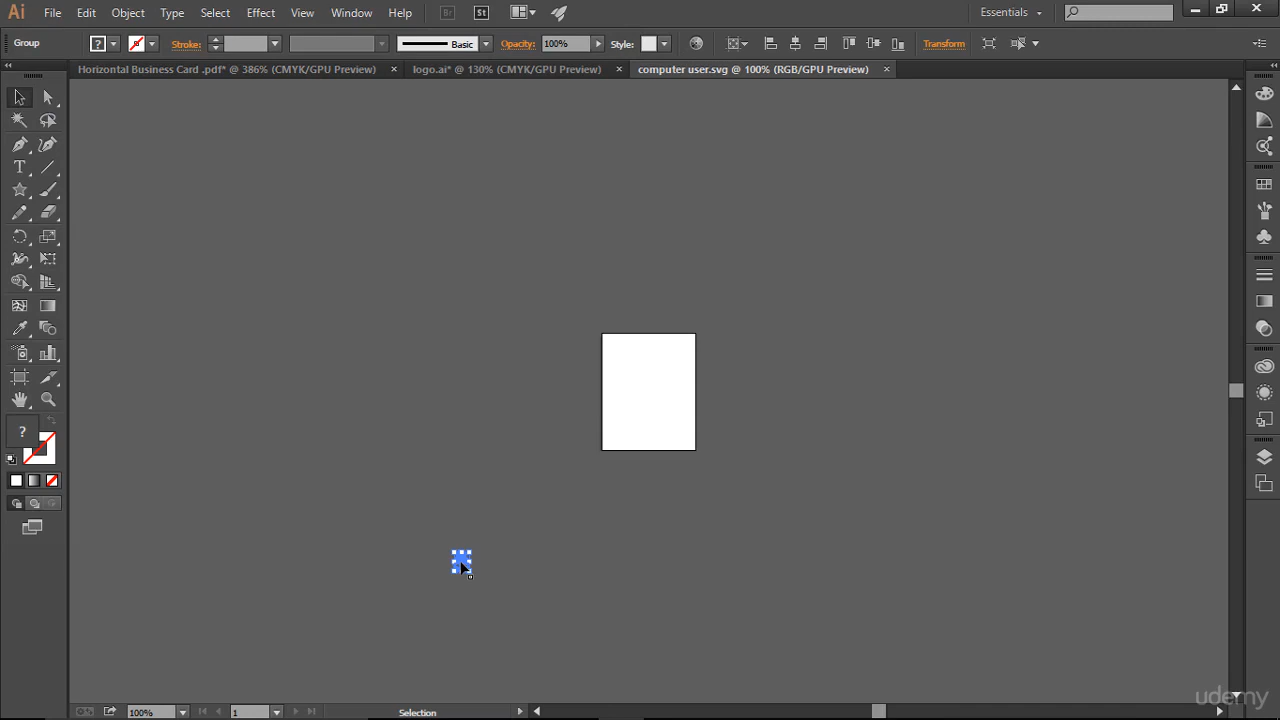 Ai File Edit Object Type Select Effect View Window Help Br St Essentials
Group ? Stroke: Basic Opacity: 100% Style: Transform
Horizontal Business Card .pdf* @ 386% (CMYK/GPU Preview) × logo.ai* @ 130% (CMYK/GPU Preview) × computer user.svg @ 100% (RGB/GPU Preview) ×
T
?
udemy
100% 1 Selection